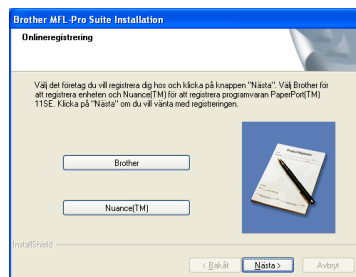 Brother MFL-Pro Suite Installation
Onlineregistrering
Välj det företag du vill registrera dig hos och klicka på knappen "Nästa". Välj Brother för
att registrera enheten och Nuance(TM) för att registrera programvaran PaperPort(TM)
11SE. Klicka på "Nästa" om du vill vänta med registreringen.
Product Registration
Brother
Nuance(TM)
InstallShield
< Bakåt
Nästa >
Avbryt